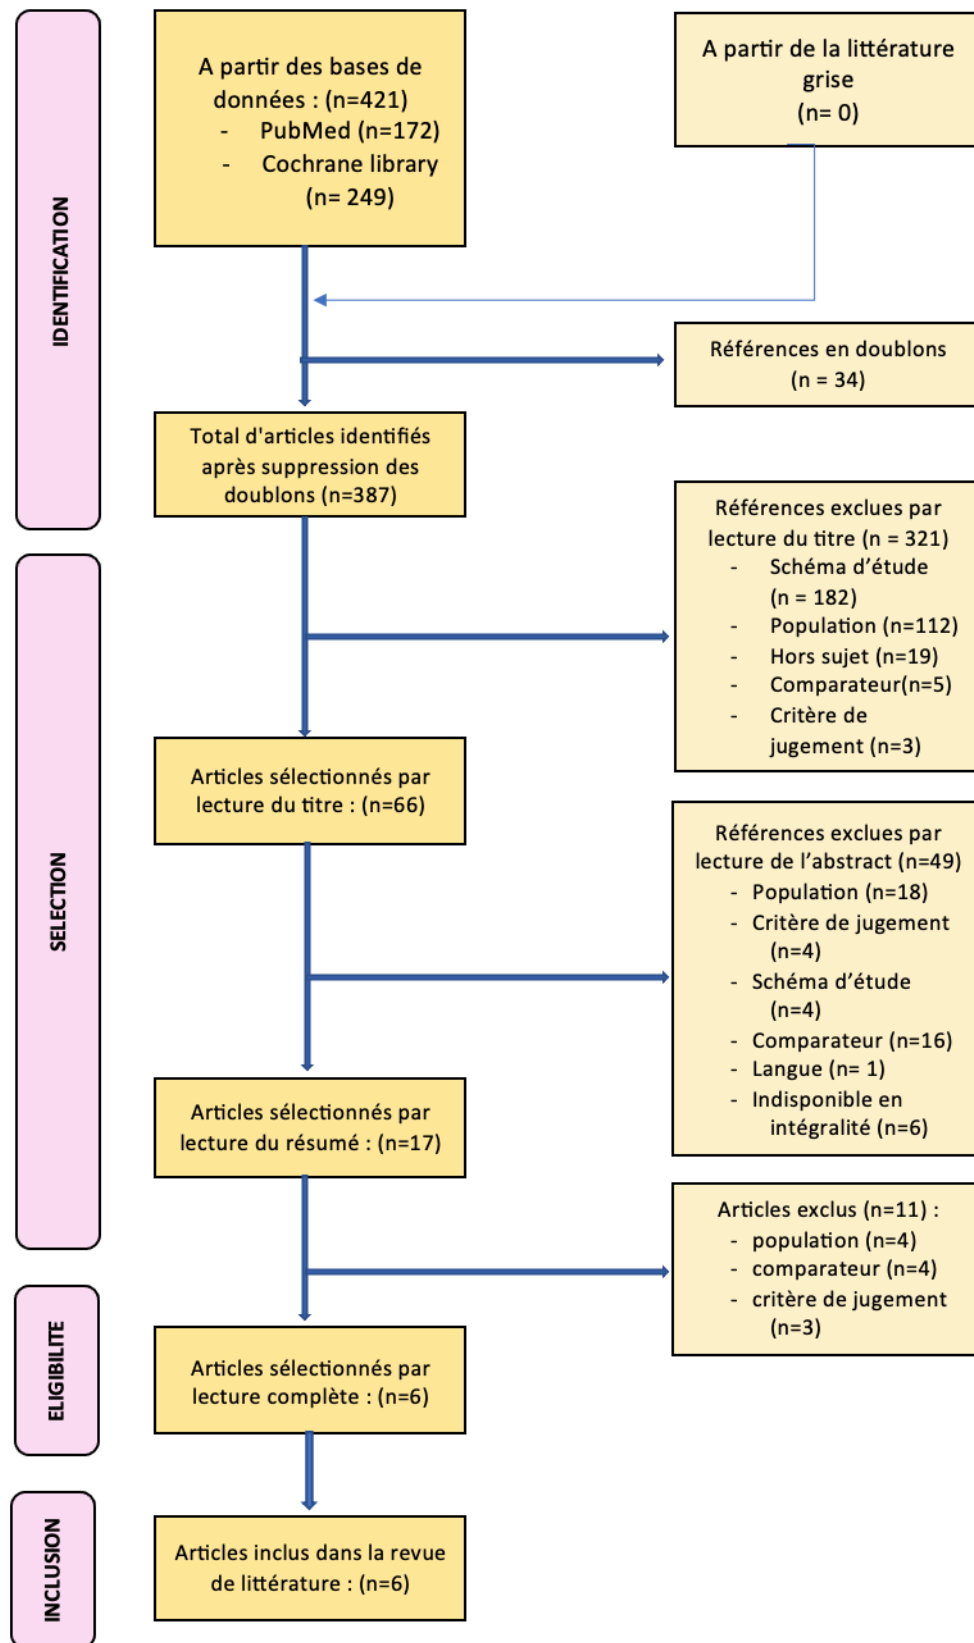 IDENTIFICATION
A partir des bases de
données : (n=421)
- PubMed (n=172)
- Cochrane library
(n= 249)
A partir de la littérature
grise
(n= 0)
Références en doublons
(n = 34)
Total d'articles identifiés
après suppression des
doublons (n=387)
SELECTION
Références exclues par
lecture du titre (n = 321)
- Schéma d’étude
(n = 182)
- Population (n=112)
- Hors sujet (n=19)
- Comparateur(n=5)
- Critère de
jugement (n=3)
Articles sélectionnés par
lecture du titre : (n=66)
Références exclues par
lecture de l’abstract (n=49)
- Population (n=18)
- Critère de jugement
(n=4)
- Schéma d’étude
(n=4)
- Comparateur (n=16)
- Langue (n= 1)
- Indisponible en
intégralité (n=6)
Articles sélectionnés par
lecture du résumé : (n=17)
Articles exclus (n=11) :
- population (n=4)
- comparateur (n=4)
- critère de jugement
(n=3)
ELIGIBILITE
Articles sélectionnés par
lecture complète : (n=6)
INCLUSION
Articles inclus dans la revue
de littérature : (n=6)